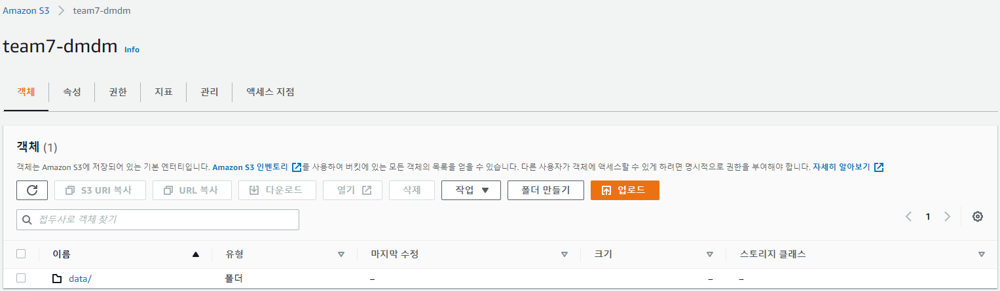 Amazon S3 > team7-dmdm
team7-dmdm Info
객체 속성 권한 지표 관리 액세스 지점
객체 (1)
객체는 Amazon S3에 저장되어 있는 기본 엔터티입니다. Amazon S3 인벤토리 를 사용하여 버킷에 있는 모든 객체의 목록을 얻을 수 있습니다. 다른 사용자가 객체에 액세스할 수 있게 하려면 명시적으로 권한을 부여해야 합니다. 자세히 알아보기
S3 URI 복사 URL 복사 다운로드 열기 삭제 작업 폴더 만들기 업로드
접두사로 객체 찾기 1
이름 유형 마지막 수정 크기 스토리지 클래스
data/ 폴더 – – –